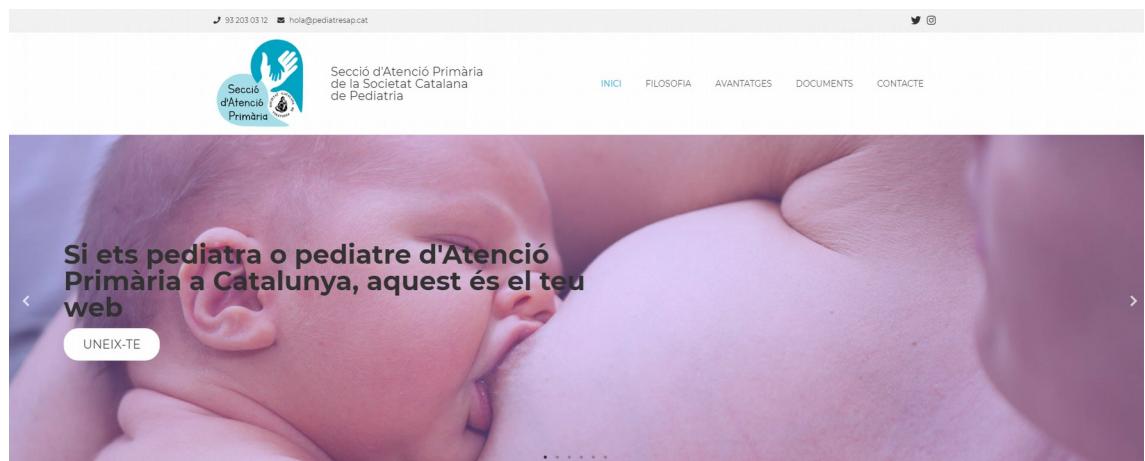 93 203 03 12 hola@pediatresap.cat
Secció
d'Atenció
Primària
Secció d'Atenció Primària
de la Societat Catalana
de Pediatria
INICI FILOSOFIA AVANTATGES DOCUMENTS CONTACTE
Si ets pediatra o pediatre d'Atenció
Primària a Catalunya, aquest és el teu
web
UNEIX-TE